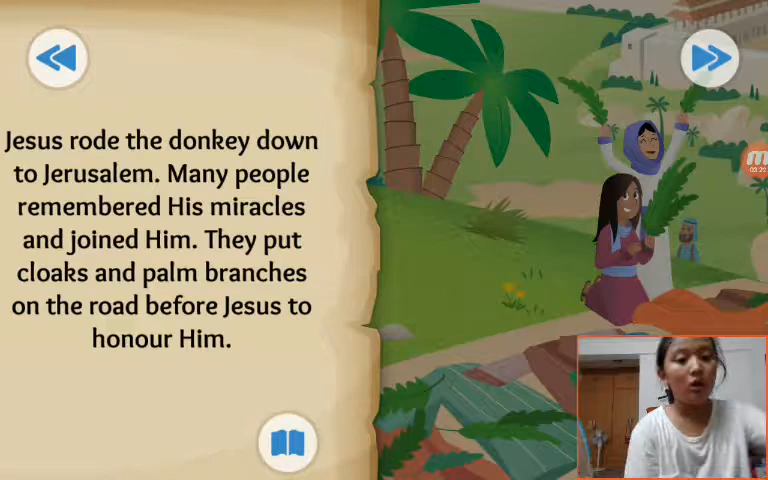 Jesus rode the donkey down
to Jerusalem. Many people
remembered His miracles
and joined Him. They put
cloaks and palm branches
on the road before Jesus to
honour Him.